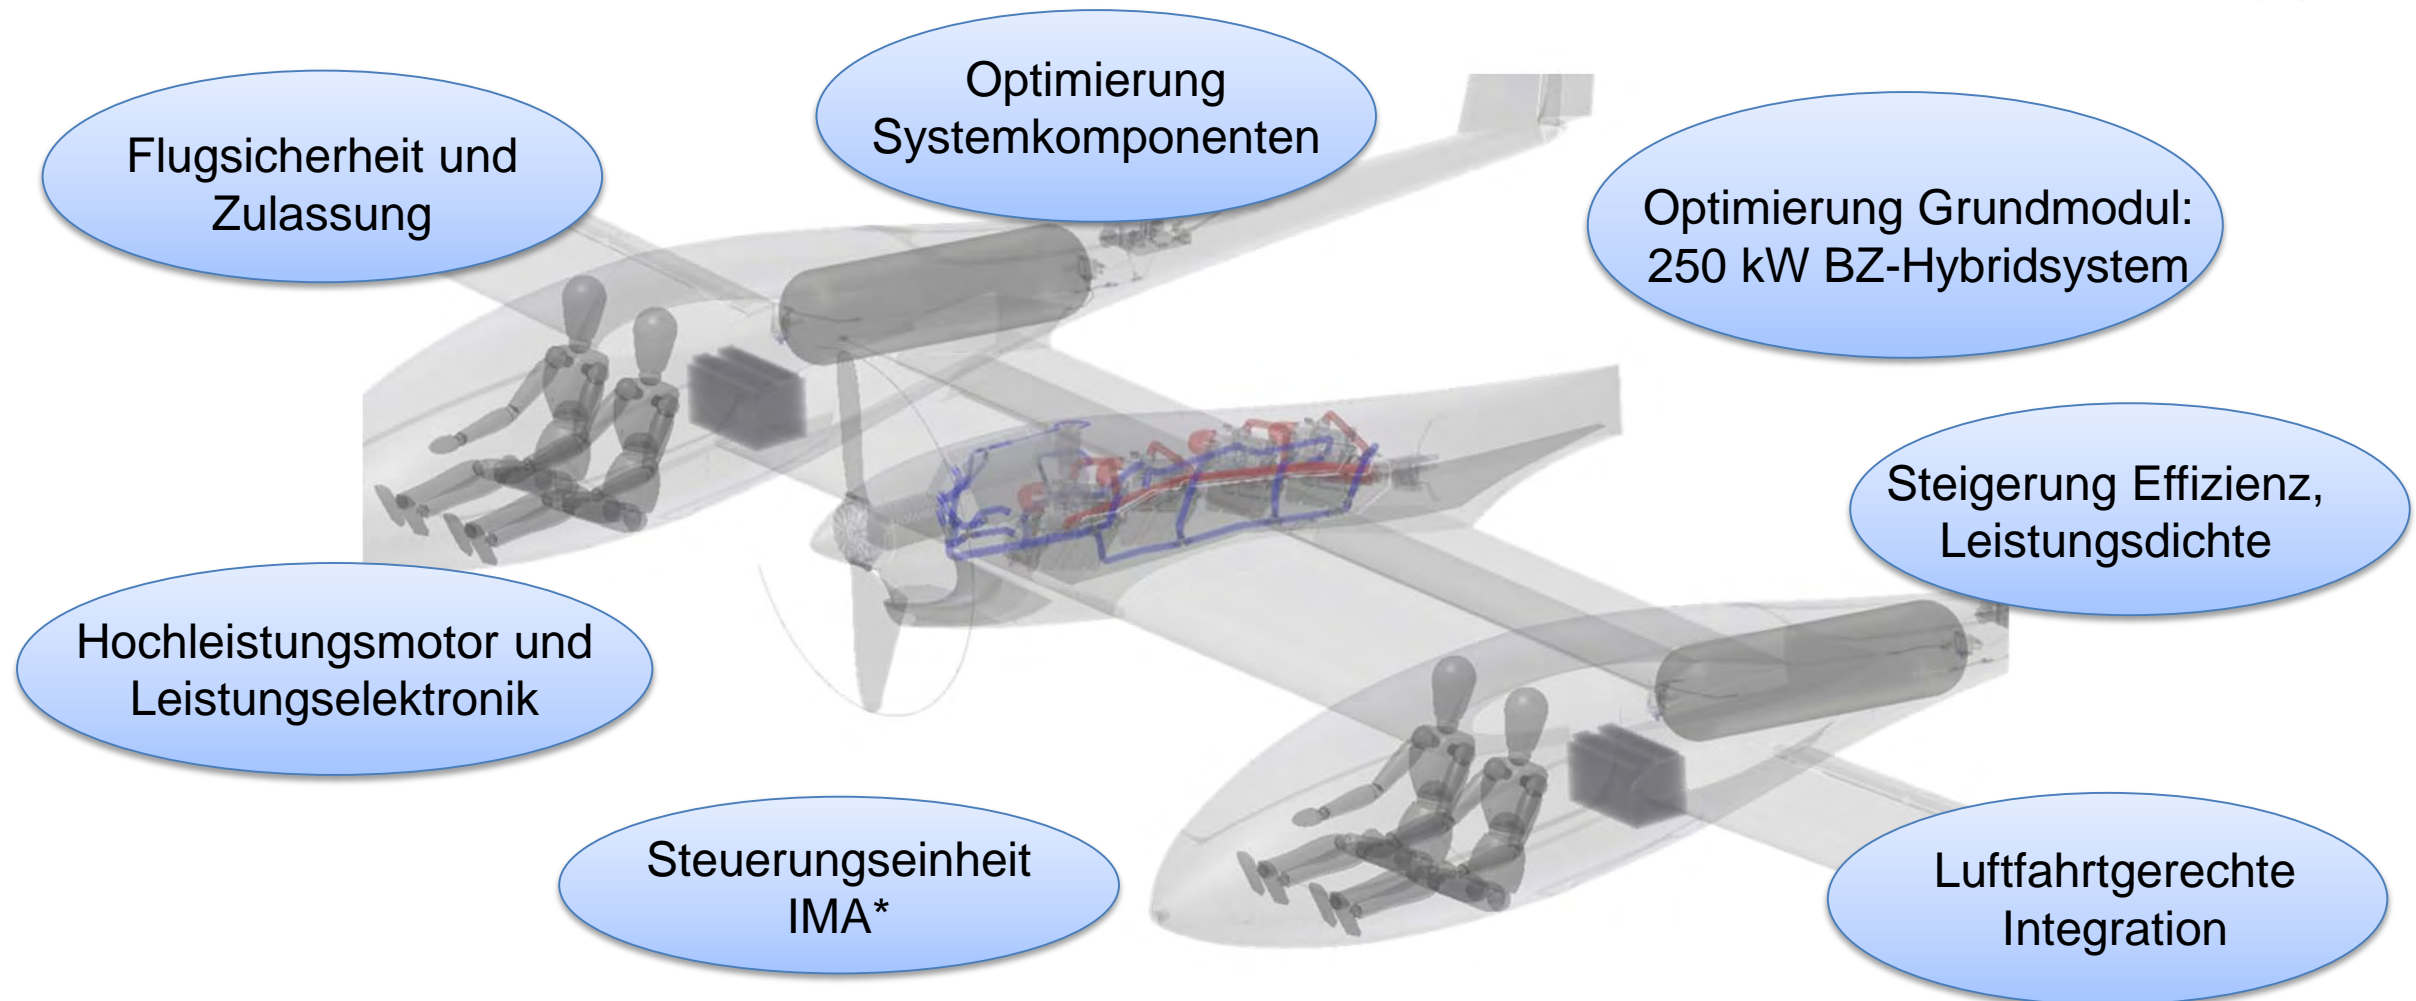 Optimierung
Systemkomponenten
Flugsicherheit und
Zulassung
Optimierung Grundmodul:
250 kW BZ-Hybridsystem
Steigerung Effizienz,
Leistungsdichte
Hochleistungsmotor und
Leistungselektronik
Steuerungseinheit
IMA*
Luftfahrtgerechte
Integration